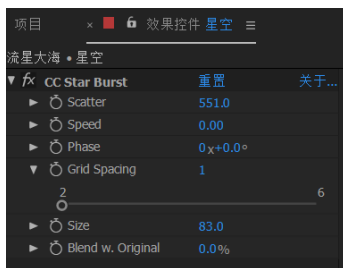 项目 × 效果控件 星空 ≡
流星大海 • 星空
fx CC Star Burst 重置 关于...
Scatter 551.0
Speed 0.00
Phase 0x+0.0°
Grid Spacing 1
2 6
Size 83.0
Blend w. Original 0.0%